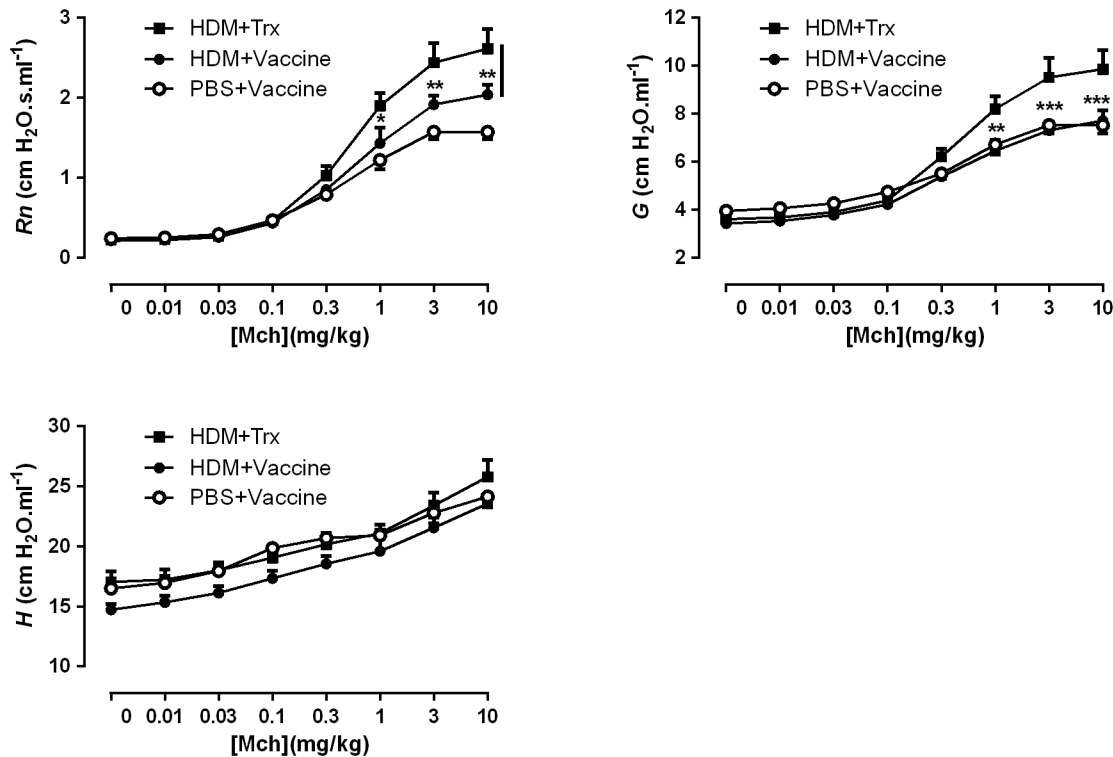 3
HDM+Trx
HDM+Vaccine
PBS+Vaccine
2
1
0
Rn (cm H₂O.s.ml⁻¹)
*
**
**
0 0.01 0.03 0.1 0.3 1 3 10
[Mch](mg/kg)
12
HDM+Trx
HDM+Vaccine
PBS+Vaccine
10
8
6
4
2
G (cm H₂O.ml⁻¹)
**
***
***
0 0.01 0.03 0.1 0.3 1 3 10
[Mch](mg/kg)
30
HDM+Trx
HDM+Vaccine
PBS+Vaccine
25
20
15
10
H (cm H₂O.ml⁻¹)
0 0.01 0.03 0.1 0.3 1 3 10
[Mch](mg/kg)